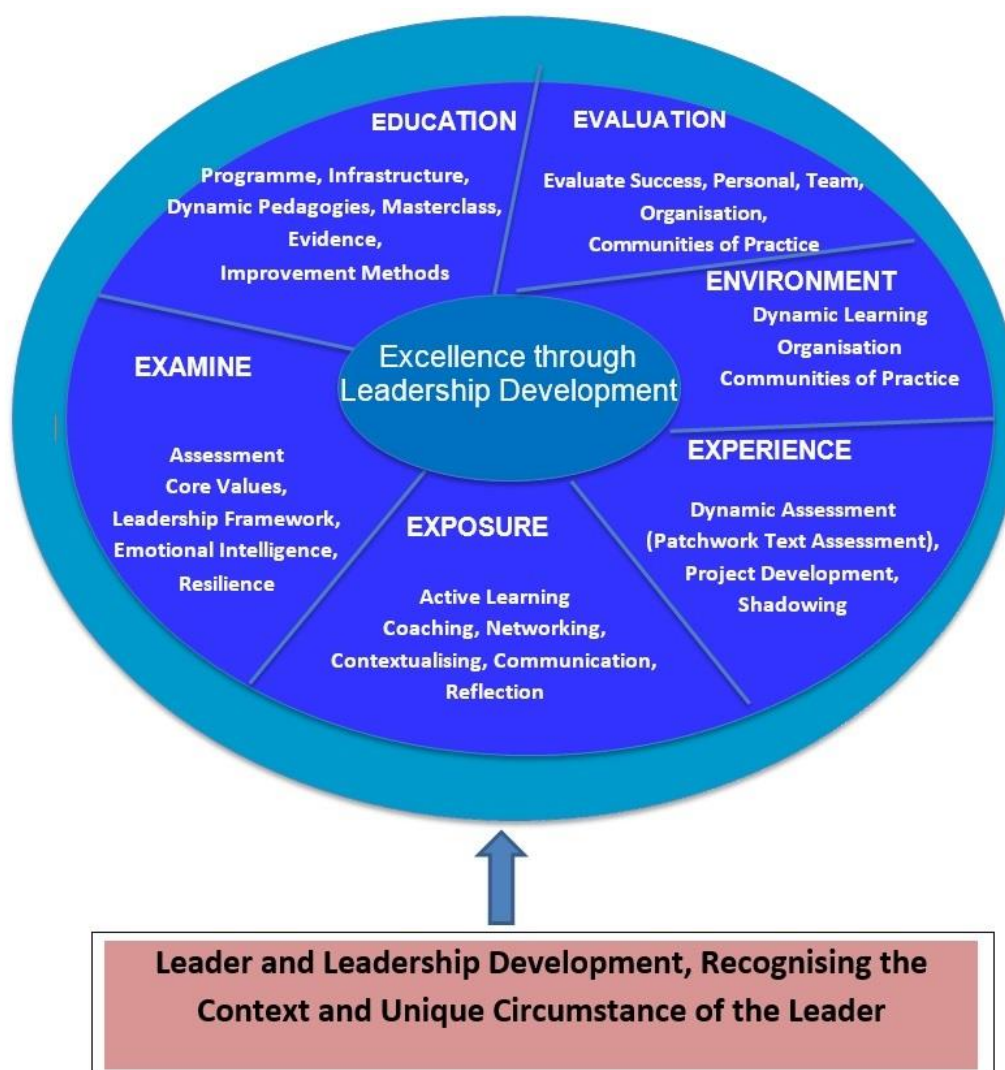 EDUCATION
Programme, Infrastructure,
Dynamic Pedagogies, Masterclass,
Evidence,
Improvement Methods
EVALUATION
Evaluate Success, Personal, Team,
Organisation,
Communities of Practice
ENVIRONMENT
Dynamic Learning
Organisation
Communities of Practice
Excellence through
Leadership Development
EXAMINE
Assessment
Core Values,
Leadership Framework,
Emotional Intelligence,
Resilience
EXPOSURE
Active Learning
Coaching, Networking,
Contextualising, Communication,
Reflection
EXPERIENCE
Dynamic Assessment
(Patchwork Text Assessment),
Project Development,
Shadowing
Leader and Leadership Development, Recognising the
Context and Unique Circumstance of the Leader